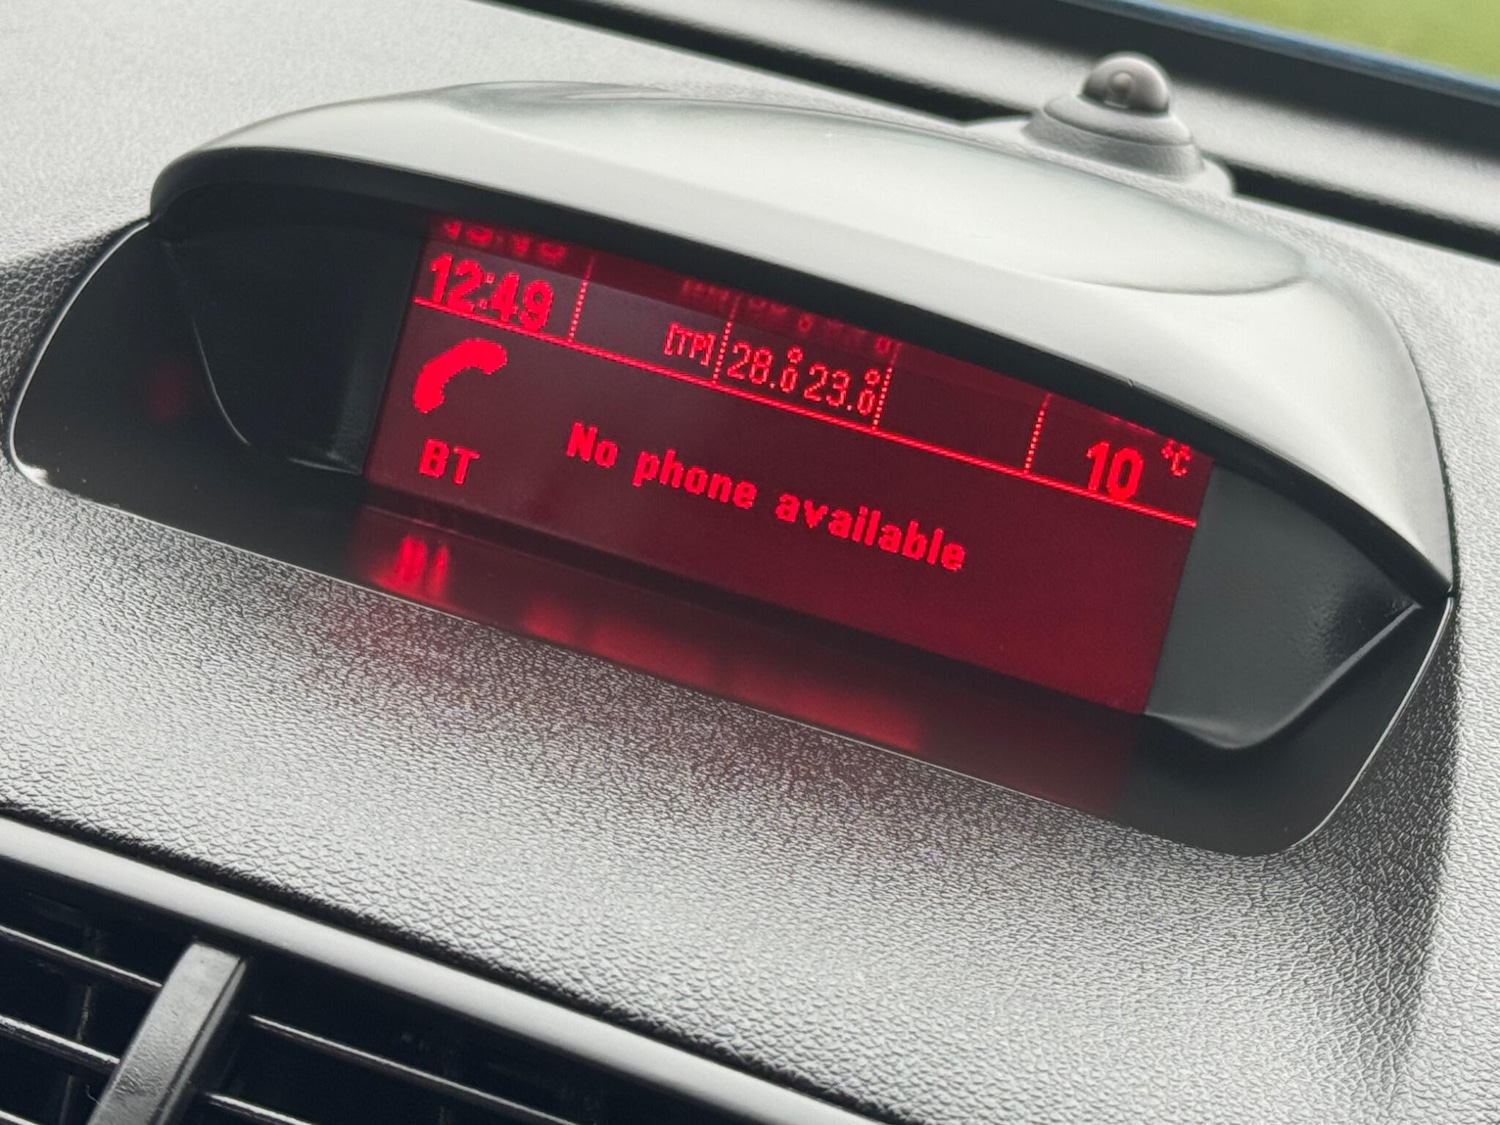 12:49 [TP] 28.0° 23.0° 10 °C
BT No phone available